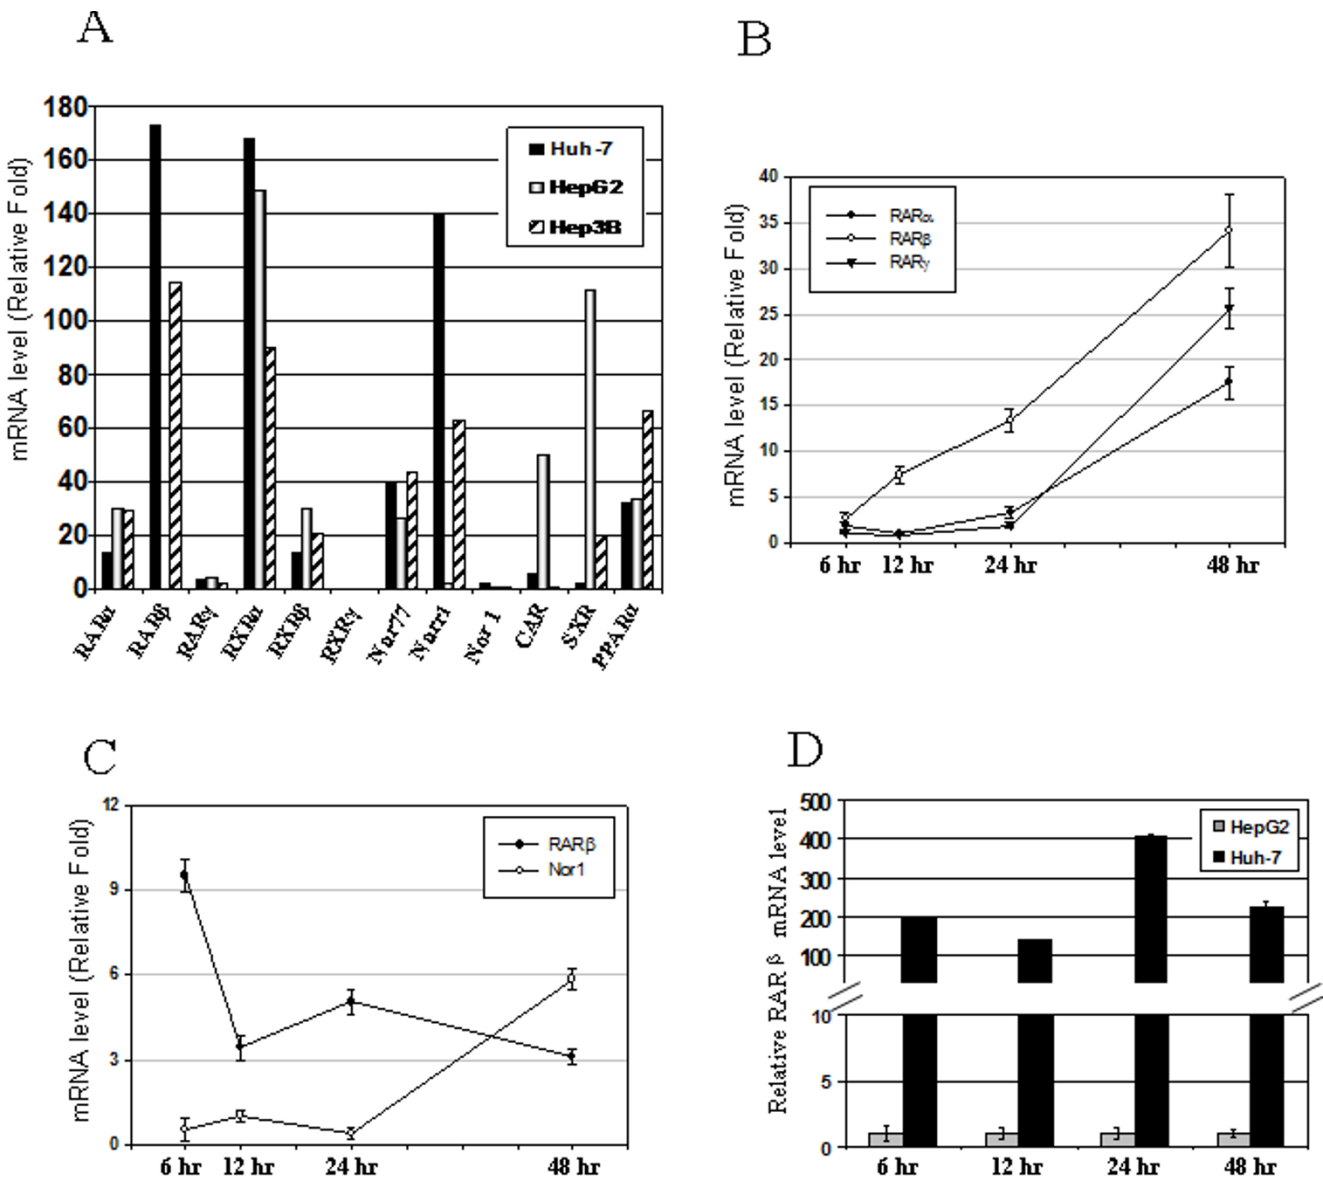 A
mRNA level (Relative Fold)
180
160
140
120
100
80
60
40
20
0
Huh-7
HepG2
Hep3B
RARα
RARβ
RARγ
RXRα
RXRβ
RXRγ
Nur77
Nurr1
Nor 1
CAR
SXR
PPARα
B
mRNA level (Relative Fold)
40
35
30
25
20
15
10
5
0
RARα
RARβ
RARγ
6 hr
12 hr
24 hr
48 hr
C
mRNA level (Relative Fold)
12
9
6
3
0
RARβ
Nor1
6 hr
12 hr
24 hr
48 hr
D
Relative RAR β mRNA level
500
400
300
200
100
10
5
0
HepG2
Huh-7
6 hr
12 hr
24 hr
48 hr